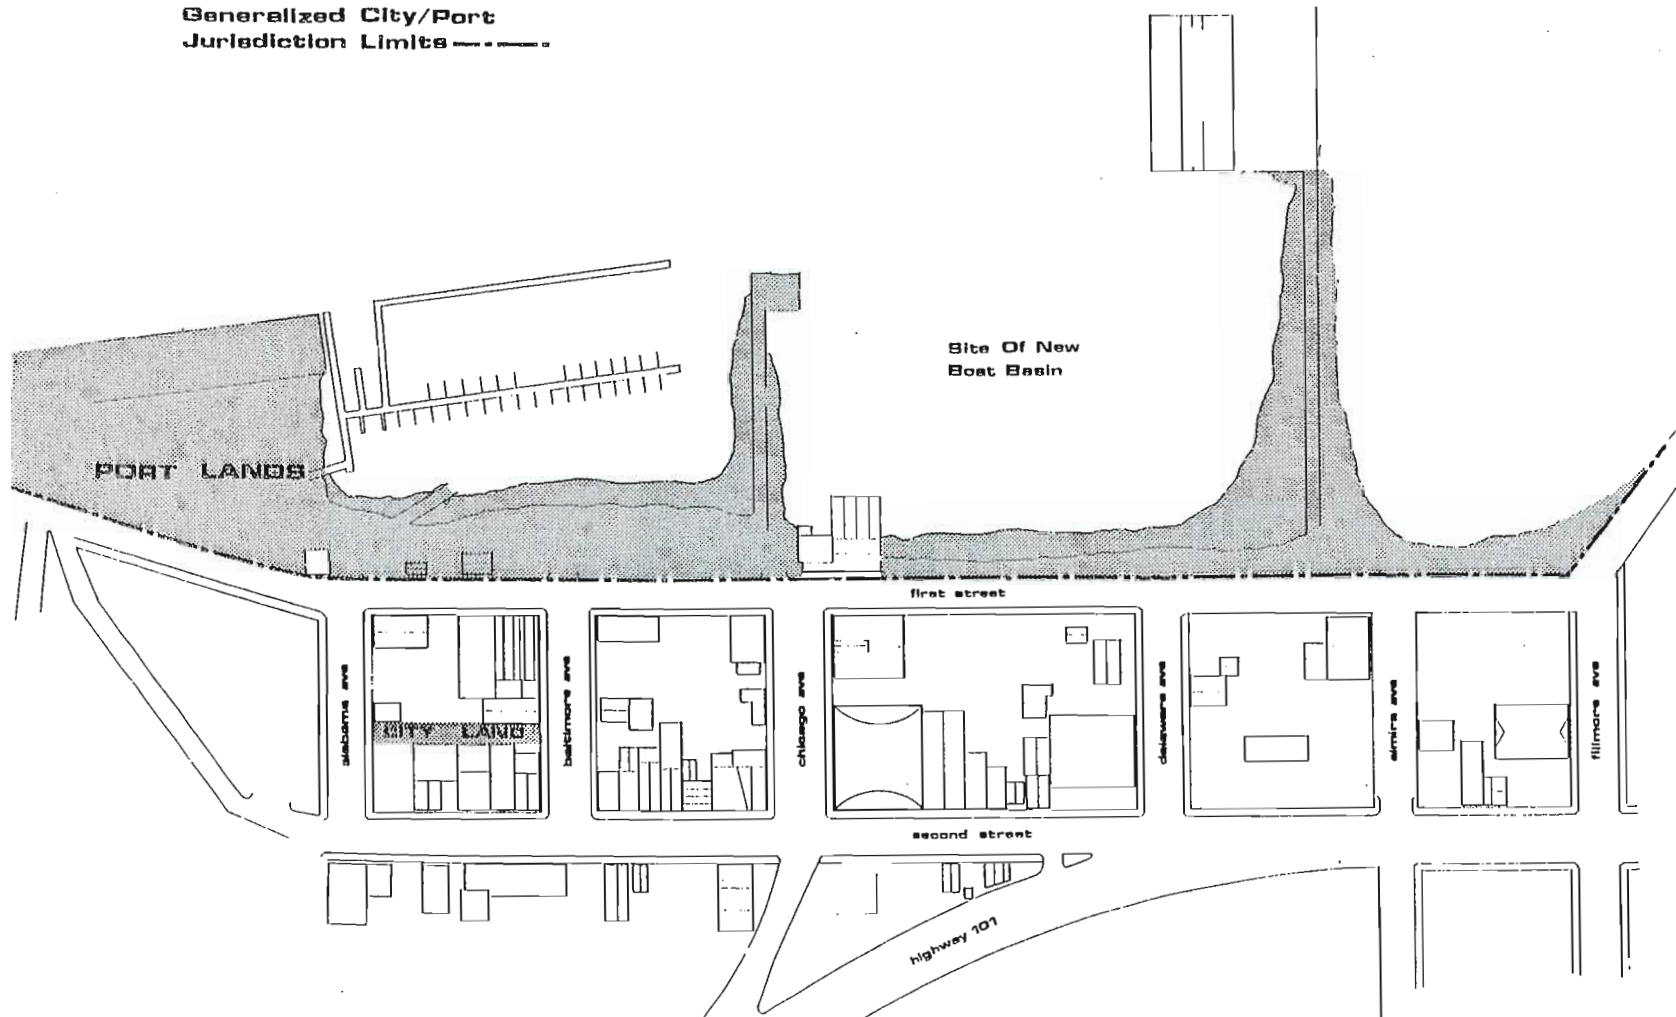 Generalized City/Port
Jurisdiction Limits
Site Of New
Boat Basin
PORT LANDS
first street
alabama ave
baltimore ave
chicago ave
delaware ave
elmira ave
fillmore ave
CITY LAND
second street
highway 101